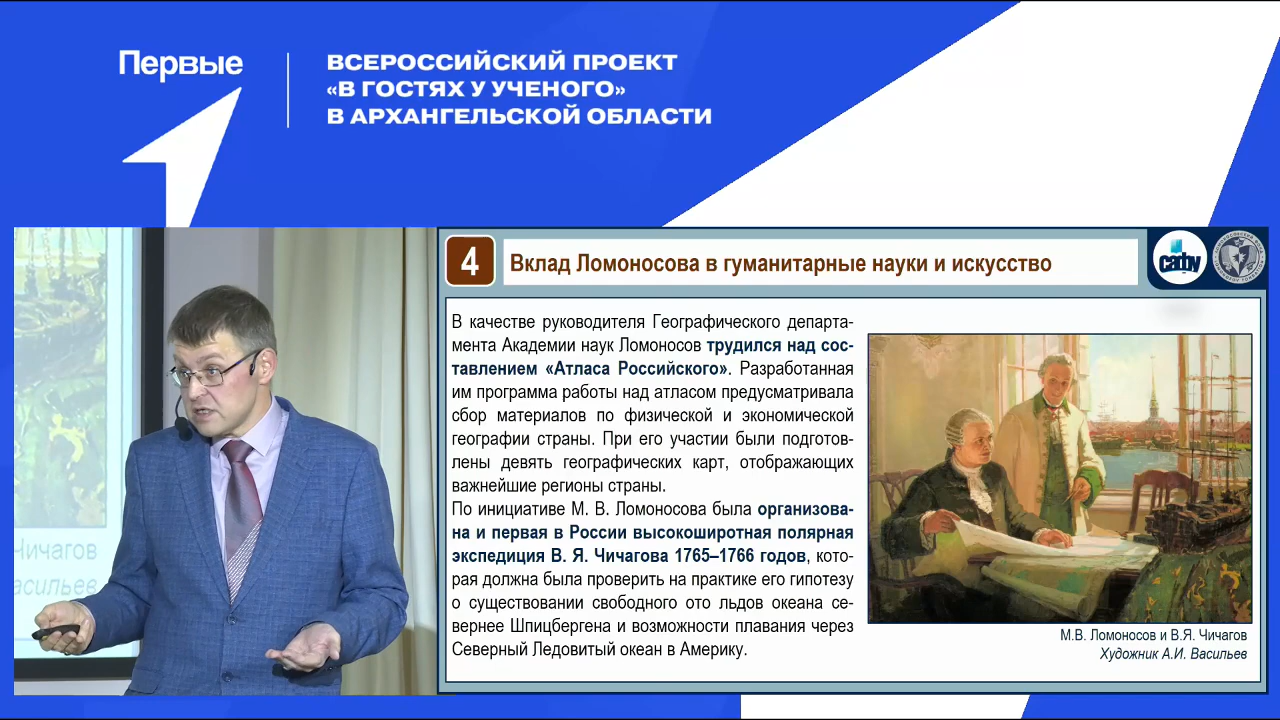 Первые
ВСЕРОССИЙСКИЙ ПРОЕКТ
«В ГОСТЯХ У УЧЕНОГО»
В АРХАНГЕЛЬСКОЙ ОБЛАСТИ
4
Вклад Ломоносова в гуманитарные науки и искусство
сафу
В качестве руководителя Географического департа-
мента Академии наук Ломоносов трудился над сос-
тавлением «Атласа Российского». Разработанная
им программа работы над атласом предусматривала
сбор материалов по физической и экономической
географии страны. При его участии были подготов-
лены девять географических карт, отображающих
важнейшие регионы страны.
По инициативе М. В. Ломоносова была организова-
на и первая в России высокоширотная полярная
экспедиция В. Я. Чичагова 1765–1766 годов, кото-
рая должна была проверить на практике его гипотезу
о существовании свободного ото льдов океана се-
вернее Шпицбергена и возможности плавания через
Северный Ледовитый океан в Америку.
М.В. Ломоносов и В.Я. Чичагов
Художник А.И. Васильев
Чичагов
асильев